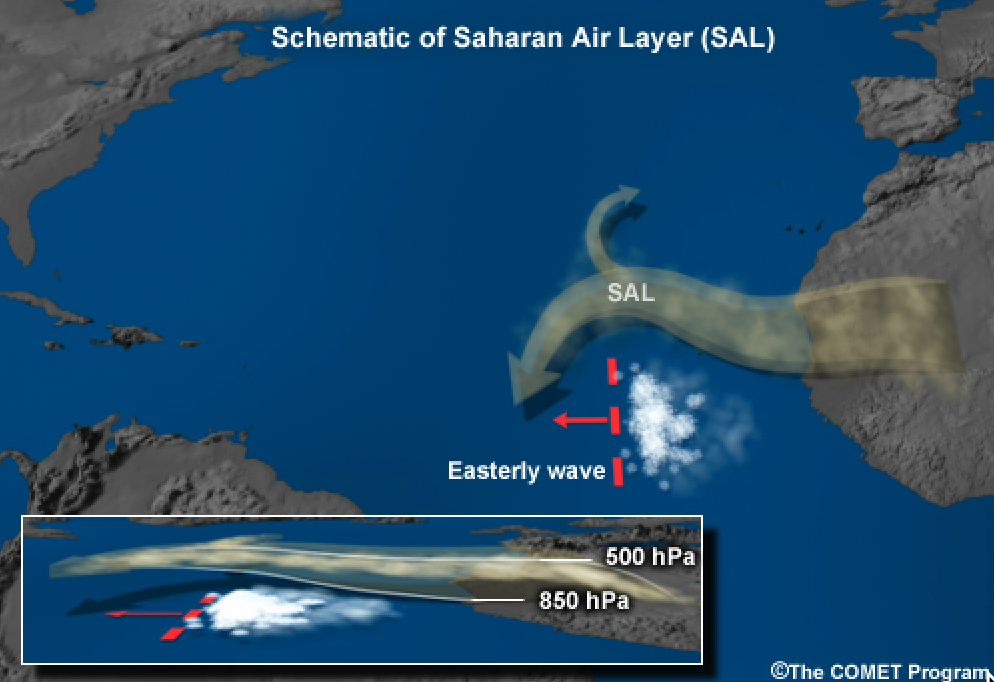 Schematic of Saharan Air Layer (SAL)
SAL
Easterly wave
500 hPa
850 hPa
©The COMET Program